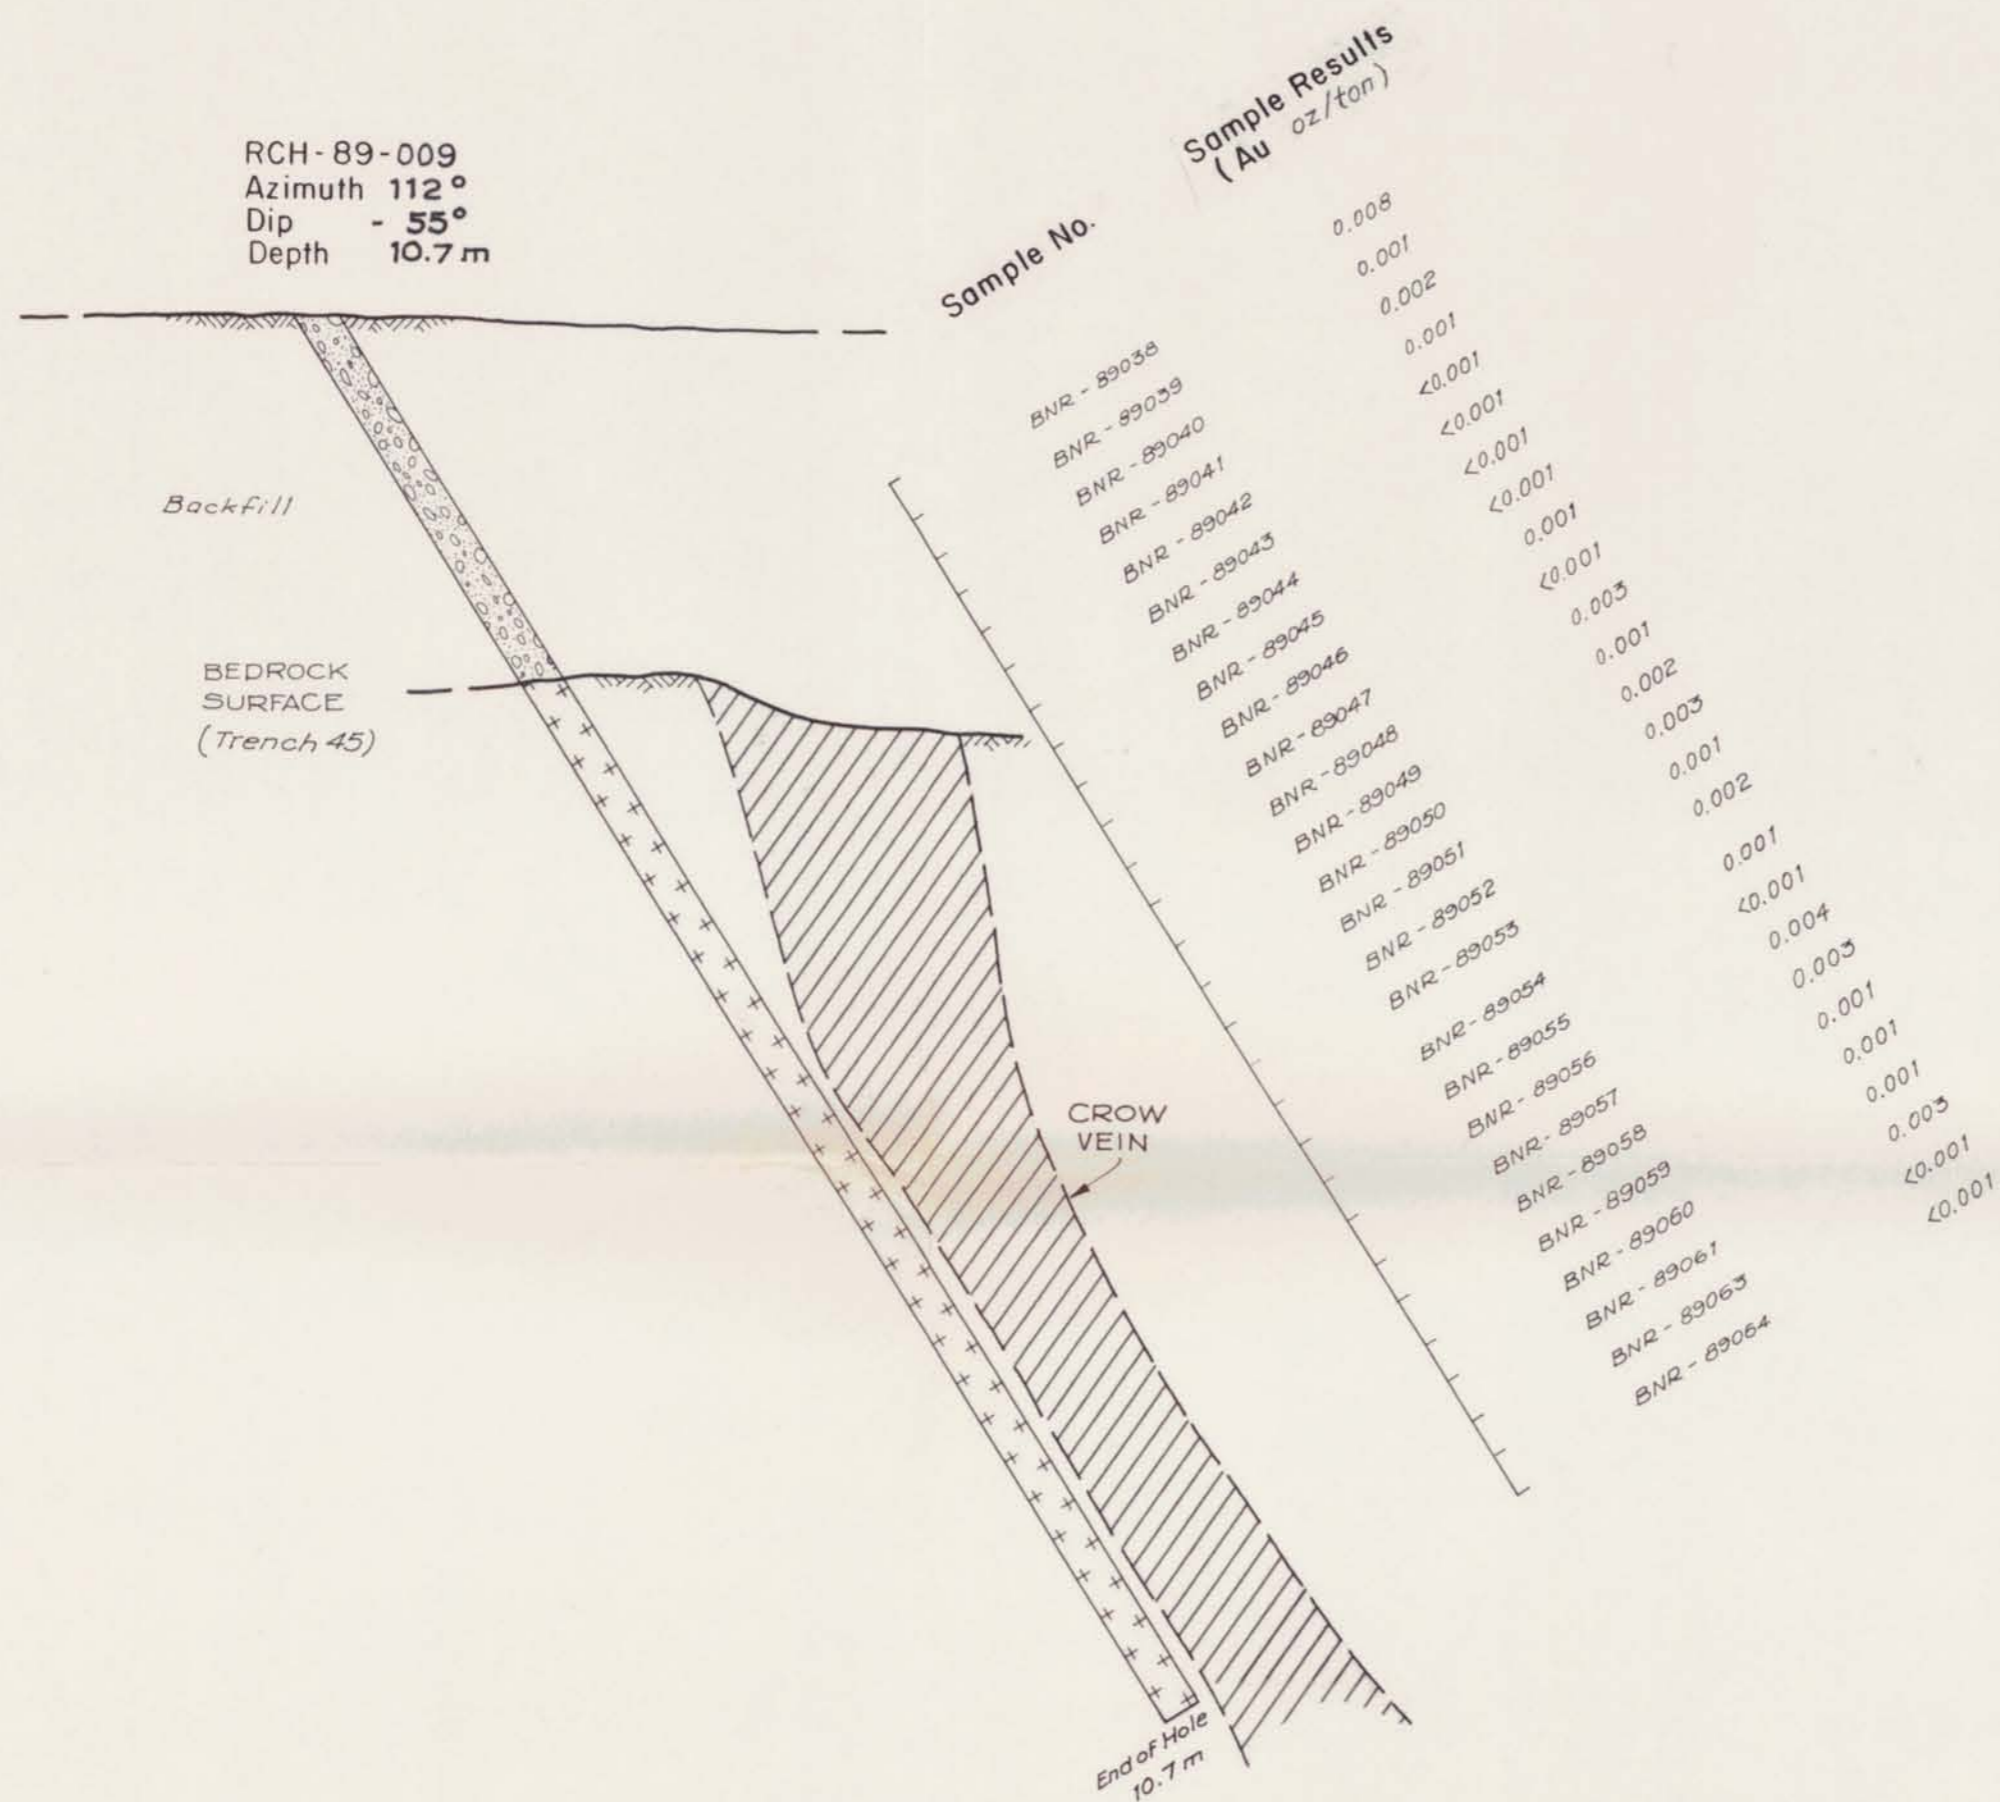 RCH-89-009
Azimuth 112°
Dip - 55°
Depth 10.7 m
Backfill
BEDROCK
SURFACE
(Trench 45)
CROW
VEIN
End of Hole
10.7 m
Sample No. Sample Results
(Au oz/ton)
BNR - 89038 0.008
BNR - 89039 0.001
BNR - 89040 0.002
BNR - 89041 0.001
BNR - 89042 <0.001
BNR - 89043 <0.001
BNR - 89044 <0.001
BNR - 89045 <0.001
BNR - 89046 0.001
BNR - 89047 <0.001
BNR - 89048 0.003
BNR - 89049 0.001
BNR - 89050 0.002
BNR - 89051 0.003
BNR - 89052 0.001
BNR - 89053 0.002
BNR - 89054 0.001
BNR - 89055 <0.001
BNR - 89056 0.004
BNR - 89057 0.003
BNR - 89058 0.001
BNR - 89059 0.001
BNR - 89060 0.001
BNR - 89061 0.003
BNR - 89063 <0.001
BNR - 89064 <0.001